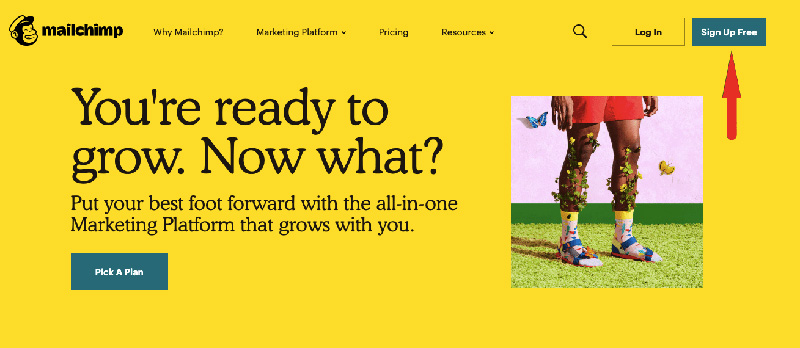 mailchimp
Why Mailchimp?
Marketing Platform
Pricing
Resources
Log In
Sign Up Free
You're ready to
grow. Now what?
Put your best foot forward with the all-in-one
Marketing Platform that grows with you.
Pick A Plan